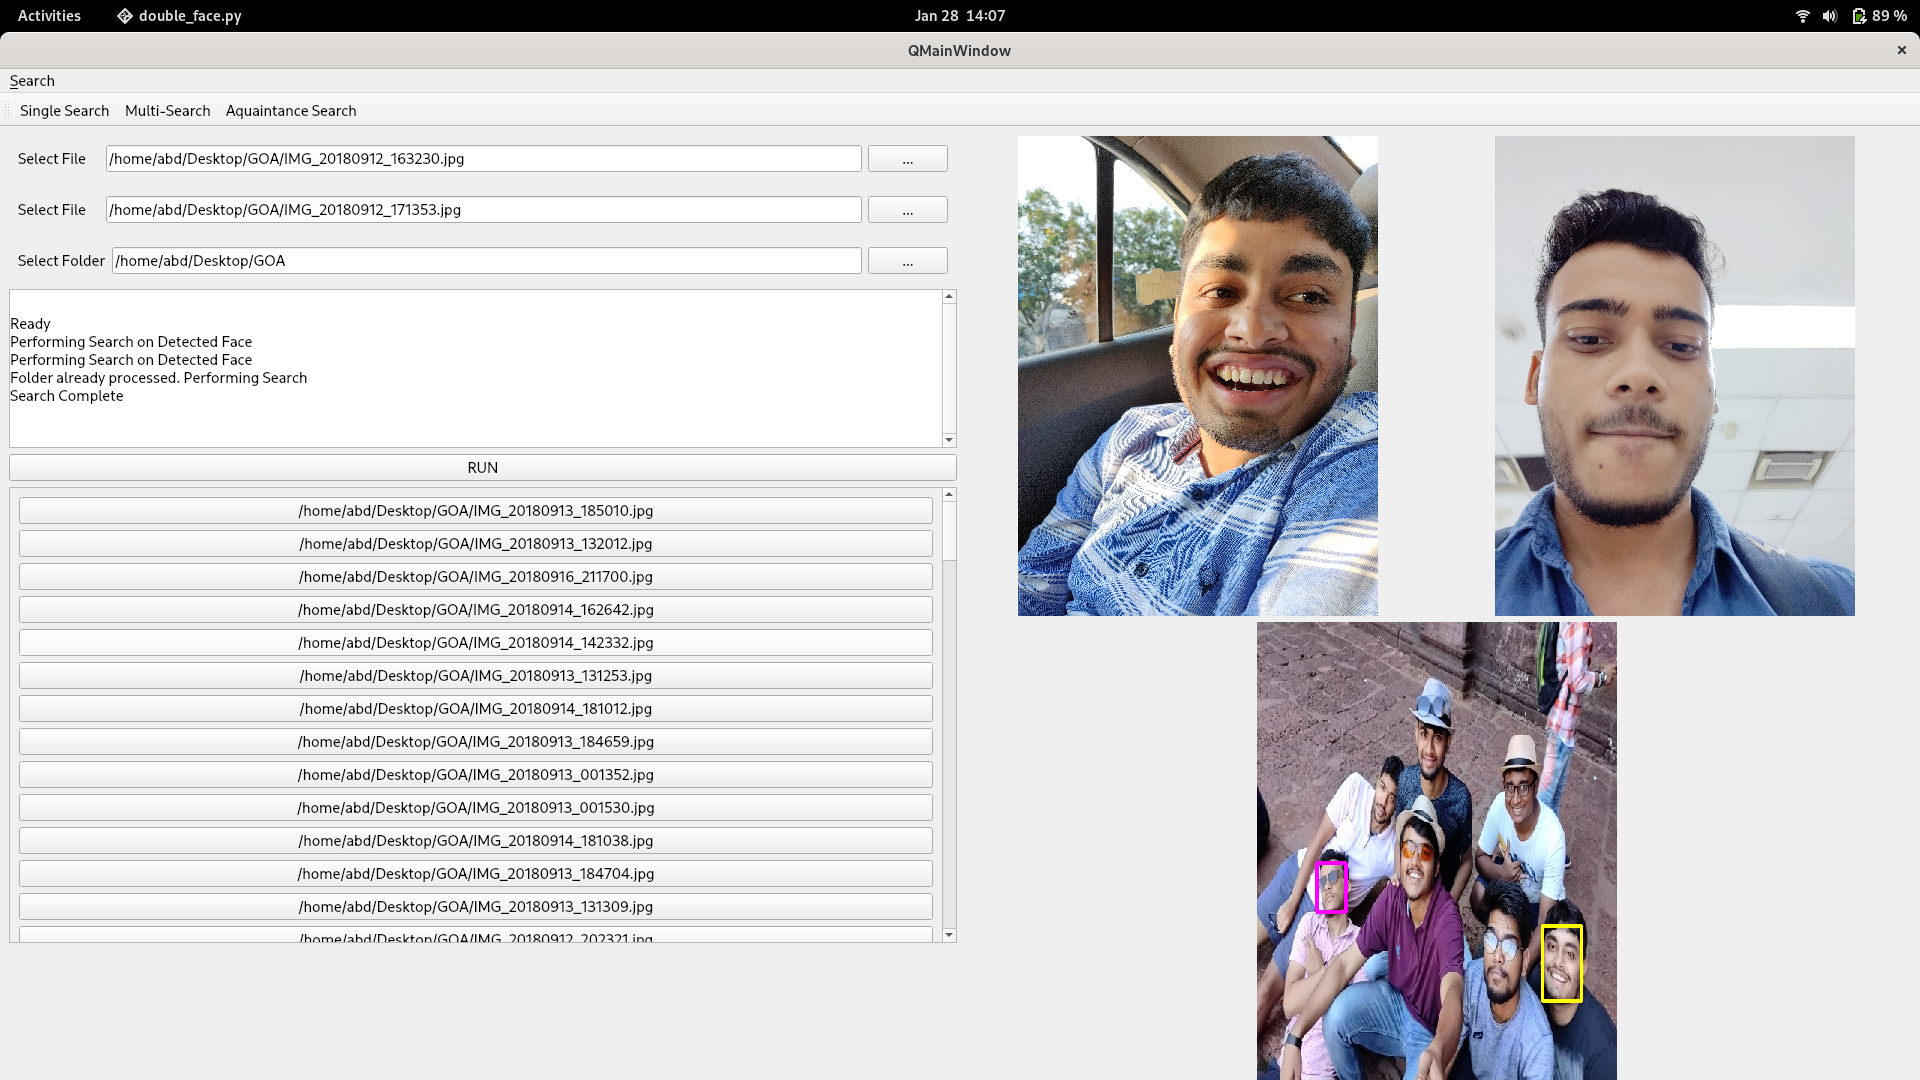 Activities double_face.py Jan 28 14:07 89 %
QMainWindow
Search
Single Search Multi-Search Aquaintance Search
Select File /home/abd/Desktop/GOA/IMG_20180912_163230.jpg ...
Select File /home/abd/Desktop/GOA/IMG_20180912_171353.jpg ...
Select Folder /home/abd/Desktop/GOA ...
Ready
Performing Search on Detected Face
Performing Search on Detected Face
Folder already processed. Performing Search
Search Complete
RUN
/home/abd/Desktop/GOA/IMG_20180913_185010.jpg
/home/abd/Desktop/GOA/IMG_20180913_132012.jpg
/home/abd/Desktop/GOA/IMG_20180916_211700.jpg
/home/abd/Desktop/GOA/IMG_20180914_162642.jpg
/home/abd/Desktop/GOA/IMG_20180914_142332.jpg
/home/abd/Desktop/GOA/IMG_20180913_131253.jpg
/home/abd/Desktop/GOA/IMG_20180914_181012.jpg
/home/abd/Desktop/GOA/IMG_20180913_184659.jpg
/home/abd/Desktop/GOA/IMG_20180913_001352.jpg
/home/abd/Desktop/GOA/IMG_20180913_001530.jpg
/home/abd/Desktop/GOA/IMG_20180914_181038.jpg
/home/abd/Desktop/GOA/IMG_20180913_184704.jpg
/home/abd/Desktop/GOA/IMG_20180913_131309.jpg
/home/abd/Desktop/GOA/IMG_20180912_202321.jpg